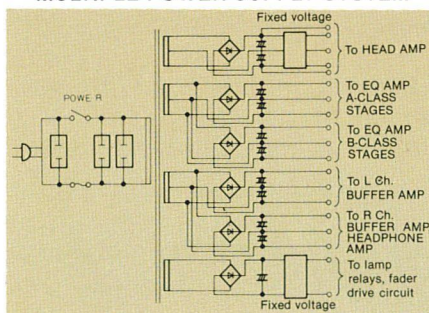 MULTIPLE POWER SUPPLY SYSTEM
Fixed voltage
To HEAD AMP
POWE R
To EQ AMP
A-CLASS
STAGES
To EQ AMP
B-CLASS
STAGES
To L Ch.
BUFFER AMP
To R Ch.
BUFFER AMP
HEADPHONE
AMP
To lamp
relays, fader
drive circuit
Fixed voltage